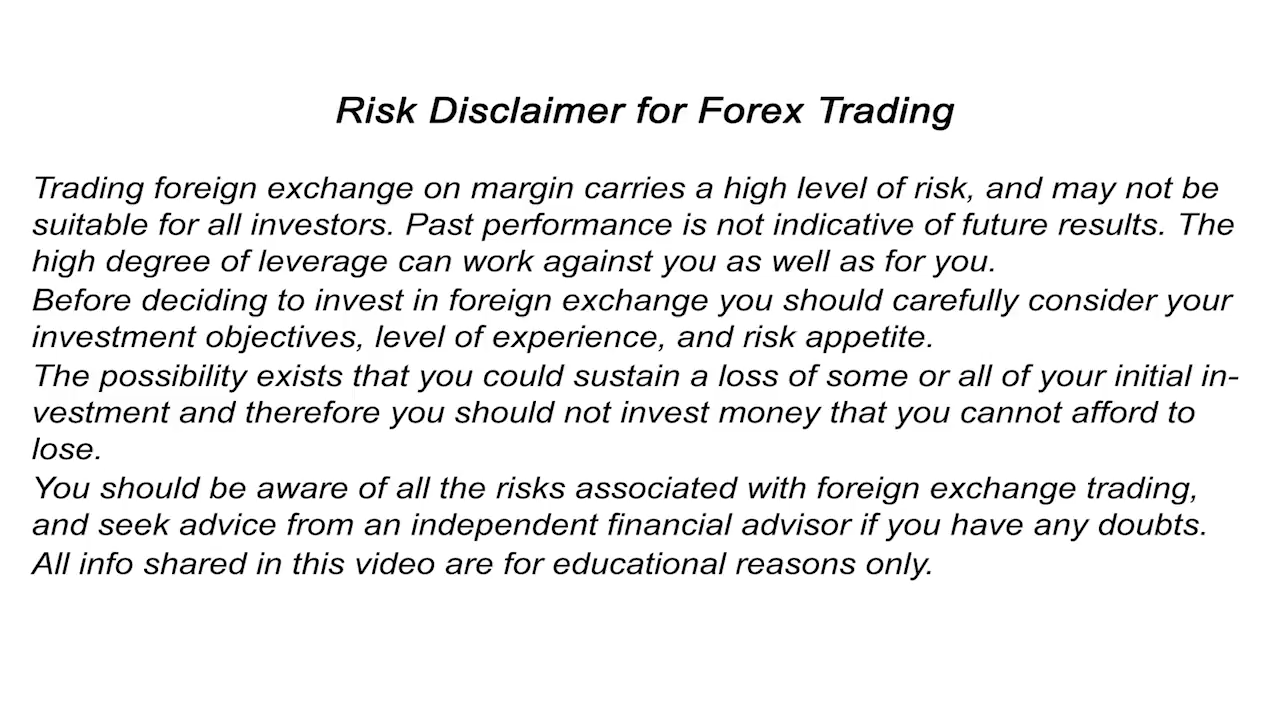 Risk Disclaimer for Forex Trading
Trading foreign exchange on margin carries a high level of risk, and may not be
suitable for all investors. Past performance is not indicative of future results. The
high degree of leverage can work against you as well as for you.
Before deciding to invest in foreign exchange you should carefully consider your
investment objectives, level of experience, and risk appetite.
The possibility exists that you could sustain a loss of some or all of your initial in-
vestment and therefore you should not invest money that you cannot afford to
lose.
You should be aware of all the risks associated with foreign exchange trading,
and seek advice from an independent financial advisor if you have any doubts.
All info shared in this video are for educational reasons only.